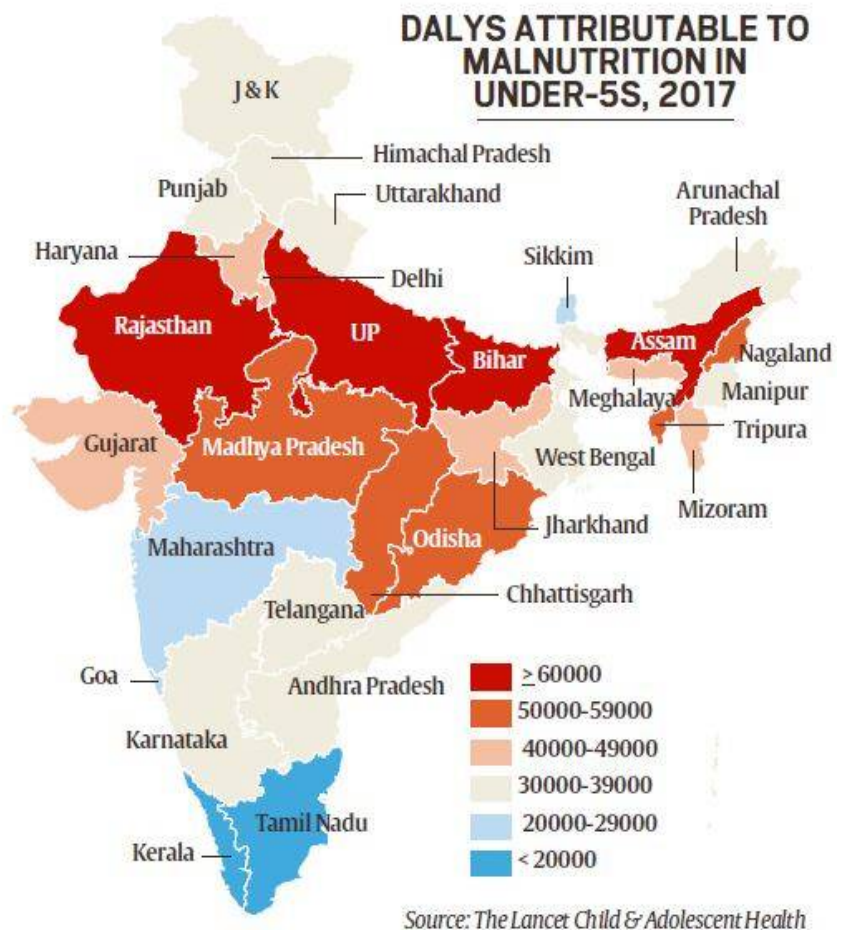 DALYS ATTRIBUTABLE TO
MALNUTRITION IN
UNDER-5S, 2017
J & K
Himachal Pradesh
Punjab
Uttarakhand
Arunachal
Pradesh
Haryana
Delhi
Sikkim
Rajasthan
UP
Bihar
Assam
Nagaland
Meghalaya
Manipur
Gujarat
Madhya Pradesh
Tripura
West Bengal
Mizoram
Jharkhand
Odisha
Maharashtra
Chhattisgarh
Telangana
Goa
Andhra Pradesh
Karnataka
Tamil Nadu
Kerala
≥60000
50000-59000
40000-49000
30000-39000
20000-29000
<20000
Source: The Lancet Child & Adolescent Health